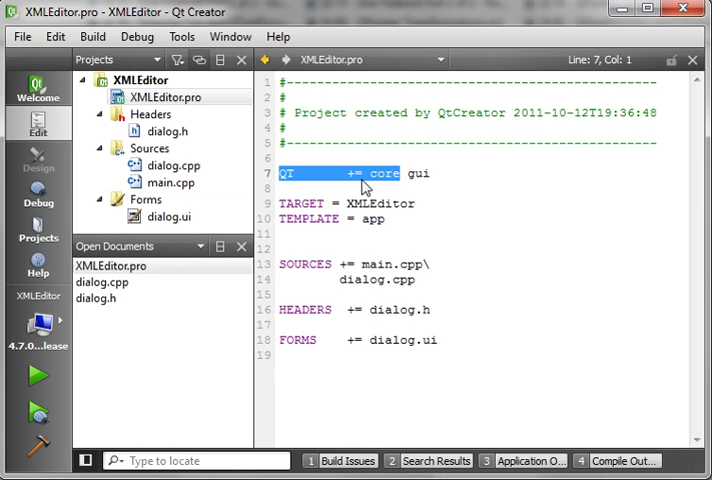 XMLEditor.pro - XMLEditor - Qt Creator
File Edit Build Debug Tools Window Help
Projects
XMLEditor.pro
Line: 7, Col: 1
Welcome
Edit
Design
Debug
Projects
Help
XMLEditor
4.7.0...lease
XMLEditor
XMLEditor.pro
Headers
dialog.h
Sources
dialog.cpp
main.cpp
Forms
dialog.ui
Open Documents
XMLEditor.pro
dialog.cpp
dialog.h
1 #-------------------------------------------------
2 #
3 # Project created by QtCreator 2011-10-12T19:36:48
4 #
5 #-------------------------------------------------
6
7 QT += core gui
8
9 TARGET = XMLEditor
10 TEMPLATE = app
11
12
13 SOURCES += main.cpp\
14 dialog.cpp
15
16 HEADERS += dialog.h
17
18 FORMS += dialog.ui
19
Type to locate
1 Build Issues
2 Search Results
3 Application O...
4 Compile Out...